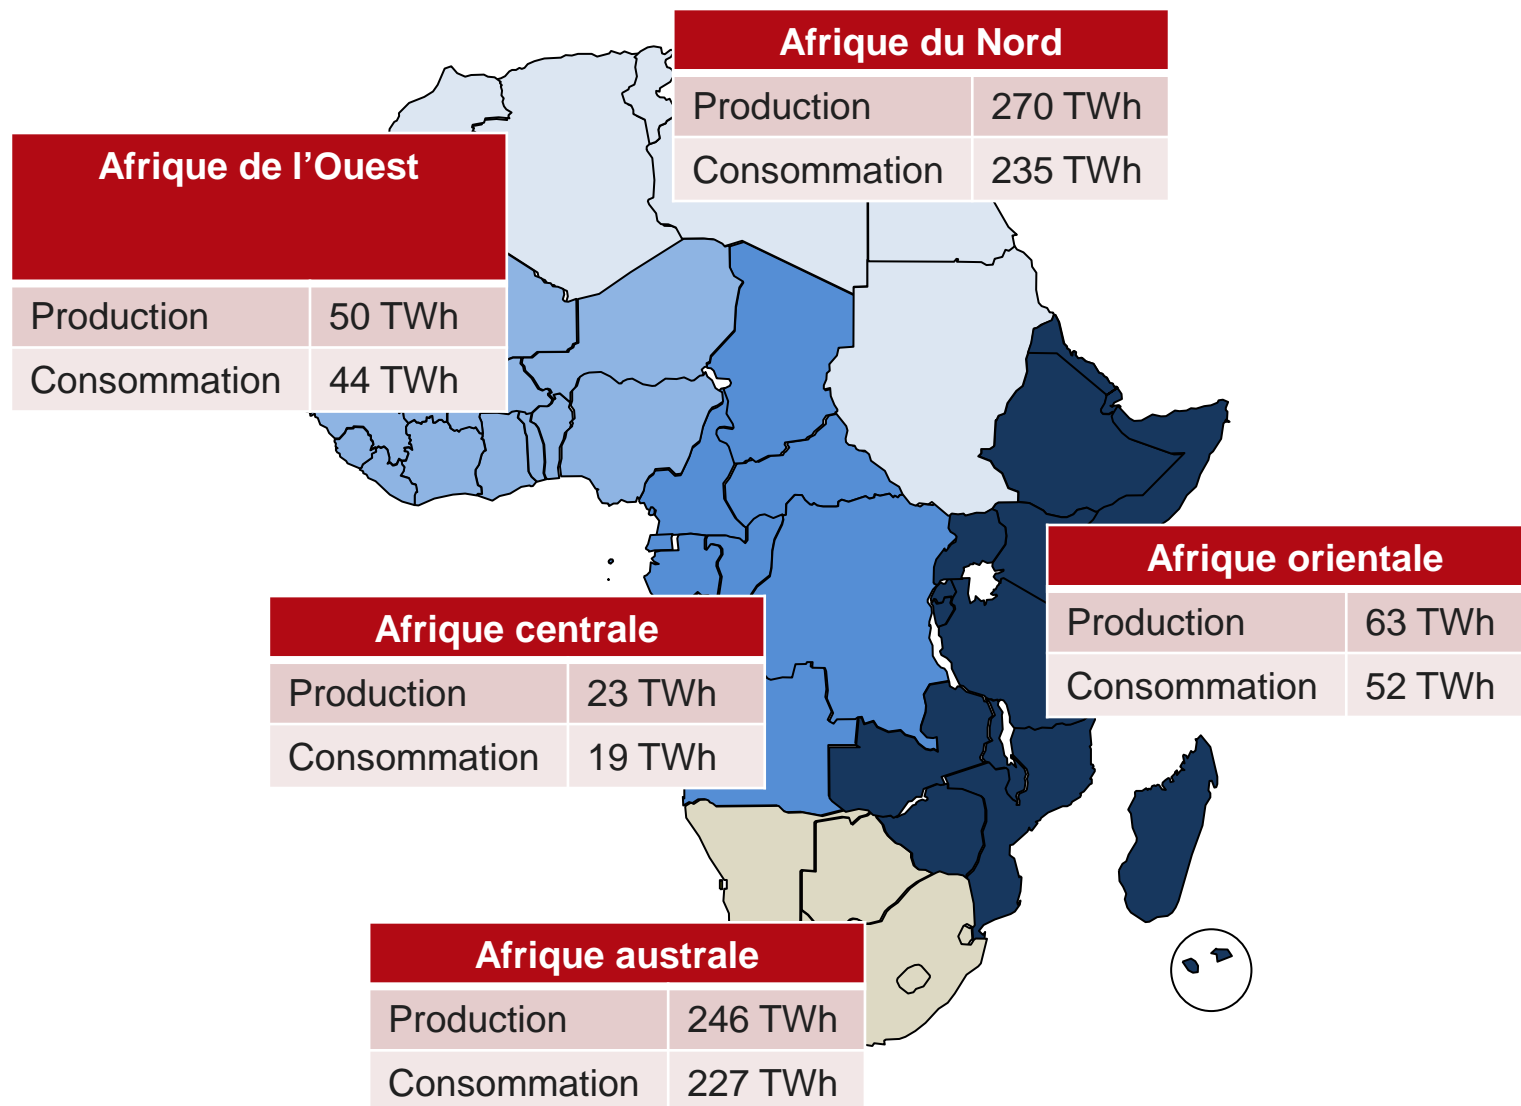 Afrique du Nord
Production 270 TWh
Consommation 235 TWh
Afrique de l’Ouest
Production 50 TWh
Consommation 44 TWh
Afrique orientale
Production 63 TWh
Consommation 52 TWh
Afrique centrale
Production 23 TWh
Consommation 19 TWh
Afrique australe
Production 246 TWh
Consommation 227 TWh